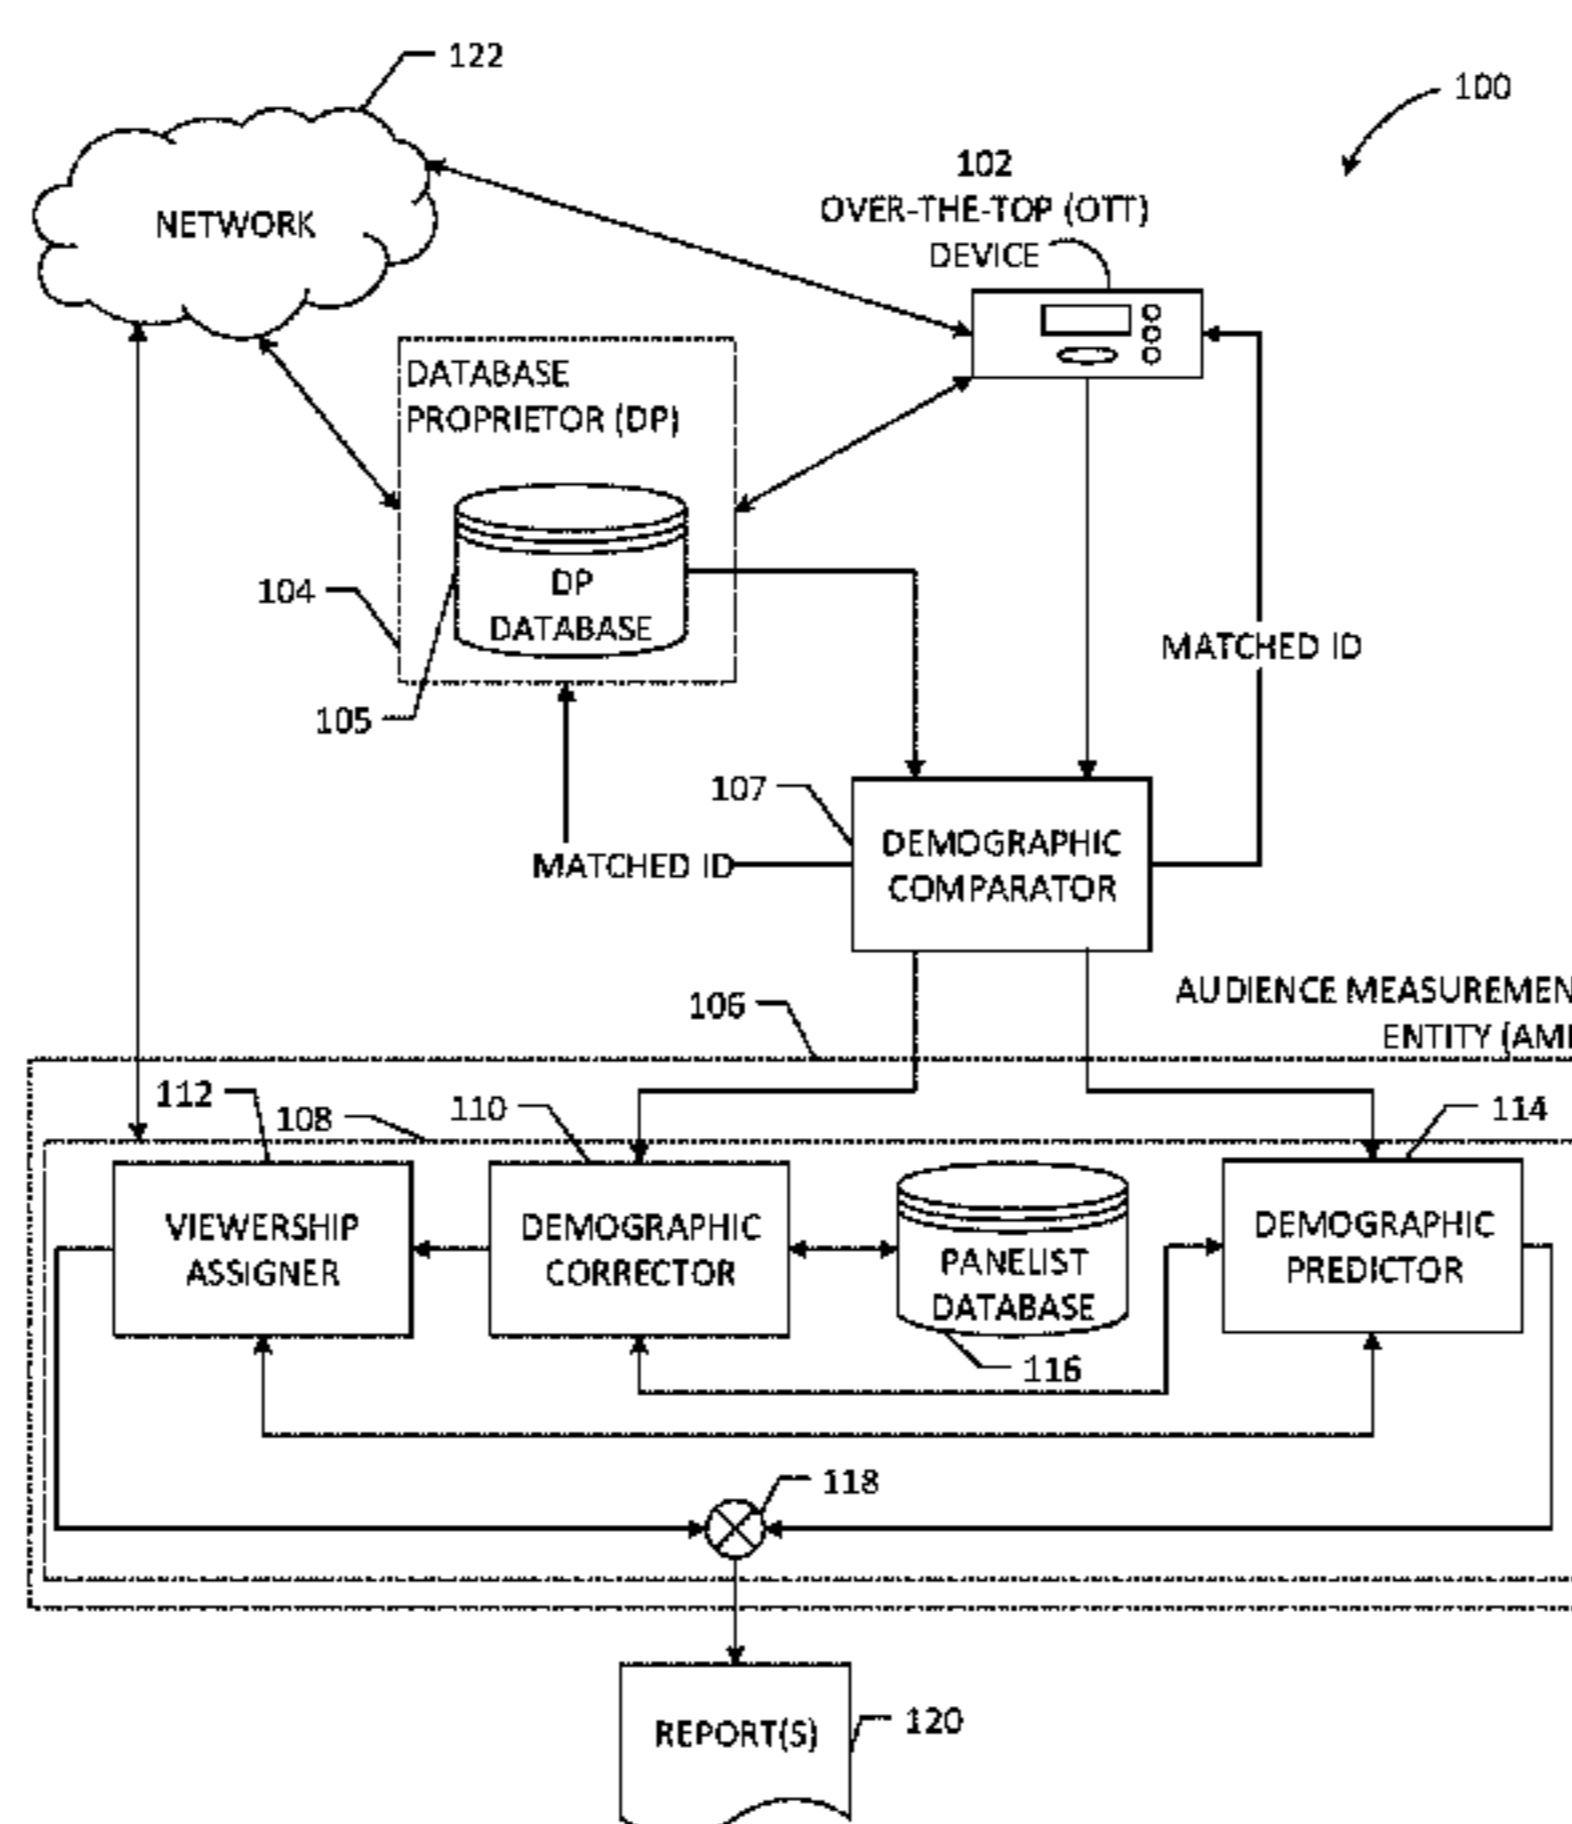 122
100
102
OVER-THE-TOP (OTT)
DEVICE
NETWORK
DATABASE
PROPRIETOR (DP)
DP
DATABASE
104
105
MATCHED ID
107
DEMOGRAPHIC
COMPARATOR
MATCHED ID
106
AUDIENCE MEASUREMEN
ENTITY (AM
112
108
110
114
VIEWERSHIP
ASSIGNER
DEMOGRAPHIC
CORRECTOR
PANELIST
DATABASE
DEMOGRAPHIC
PREDICTOR
116
118
REPORT(S)
120